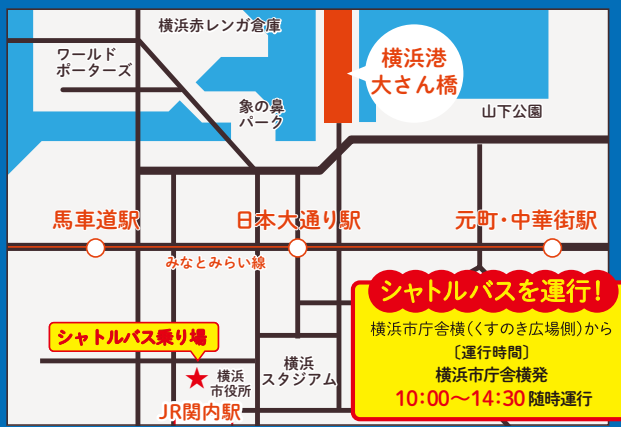 横浜赤レンガ倉庫
ワールド
ポーターズ
横浜港
大さん橋
象の鼻
パーク
山下公園
馬車道駅
日本大通り駅
元町・中華街駅
みなとみらい線
シャトルバスを運行!
横浜市庁舎横(くすのき広場側)から
〔運行時間〕
横浜市庁舎横発
10:00〜14:30 随時運行
シャトルバス乗り場
横浜
スタジアム
横浜
市役所
JR関内駅